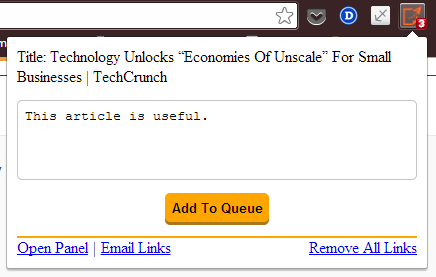 D
3
Title: Technology Unlocks “Economies Of Unscale” For Small
Businesses | TechCrunch
This article is useful.
Add To Queue
Open Panel | Email Links Remove All Links